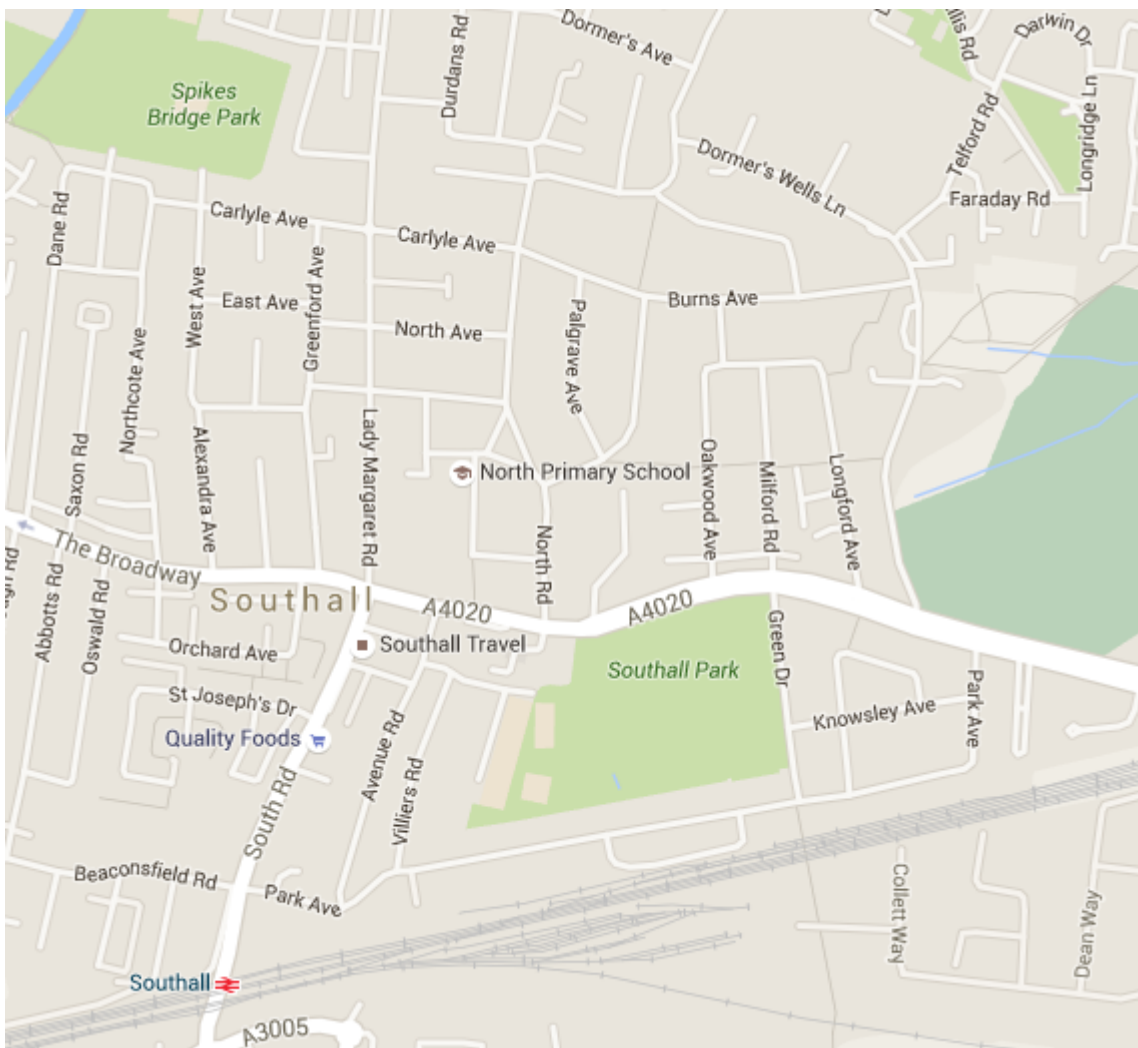 Dormer's Ave
Durdans Rd
Darwin Dr
Spikes
Bridge Park
Telford Rd
Longridge Ln
Dormer's Wells Ln
Faraday Rd
Dane Rd
Carlyle Ave
Carlyle Ave
West Ave
East Ave
Greenford Ave
North Ave
Burns Ave
Palgrave Ave
Northcote Ave
Saxon Rd
Alexandra Ave
Lady Margaret Rd
North Primary School
Oakwood Ave
Milford Rd
Longford Ave
The Broadway
North Rd
Southall
A4020
A4020
Abbotts Rd
Oswald Rd
Orchard Ave
Southall Travel
Southall Park
Green Dr
Park Ave
St Joseph's Dr
Knowsley Ave
Quality Foods
Avenue Rd
Villiers Rd
South Rd
Beaconsfield Rd
Park Ave
Collett Way
Dean Way
Southall
A3005